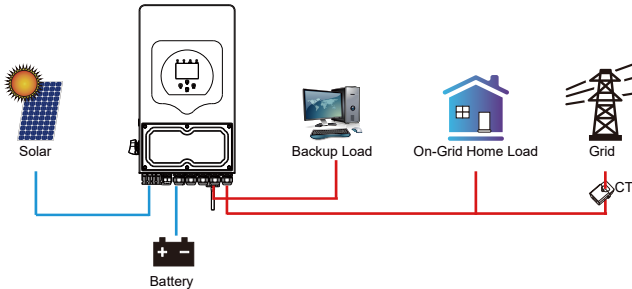 Solar
Backup Load
On-Grid Home Load
Grid
CT
Battery